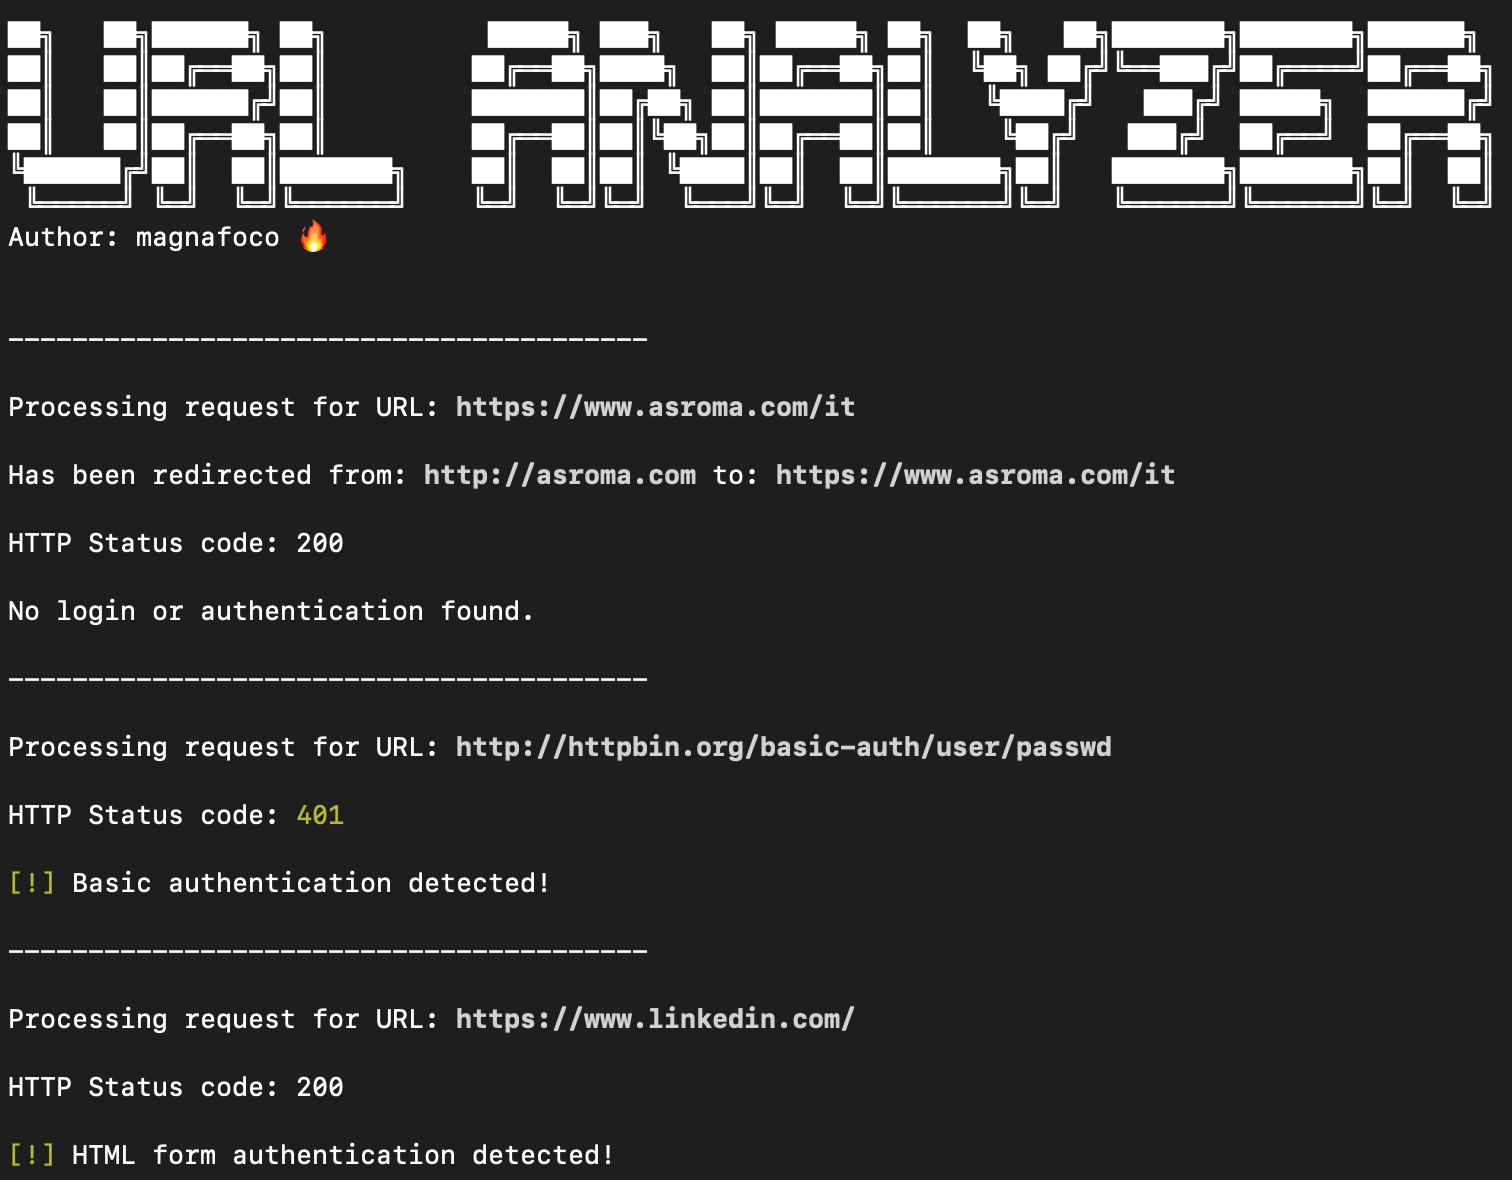 URL ANALYZER
Author: magnafoco 🔥
----------------------------------------
Processing request for URL: https://www.asroma.com/it
Has been redirected from: http://asroma.com to: https://www.asroma.com/it
HTTP Status code: 200
No login or authentication found.
----------------------------------------
Processing request for URL: http://httpbin.org/basic-auth/user/passwd
HTTP Status code: 401
[!] Basic authentication detected!
----------------------------------------
Processing request for URL: https://www.linkedin.com/
HTTP Status code: 200
[!] HTML form authentication detected!